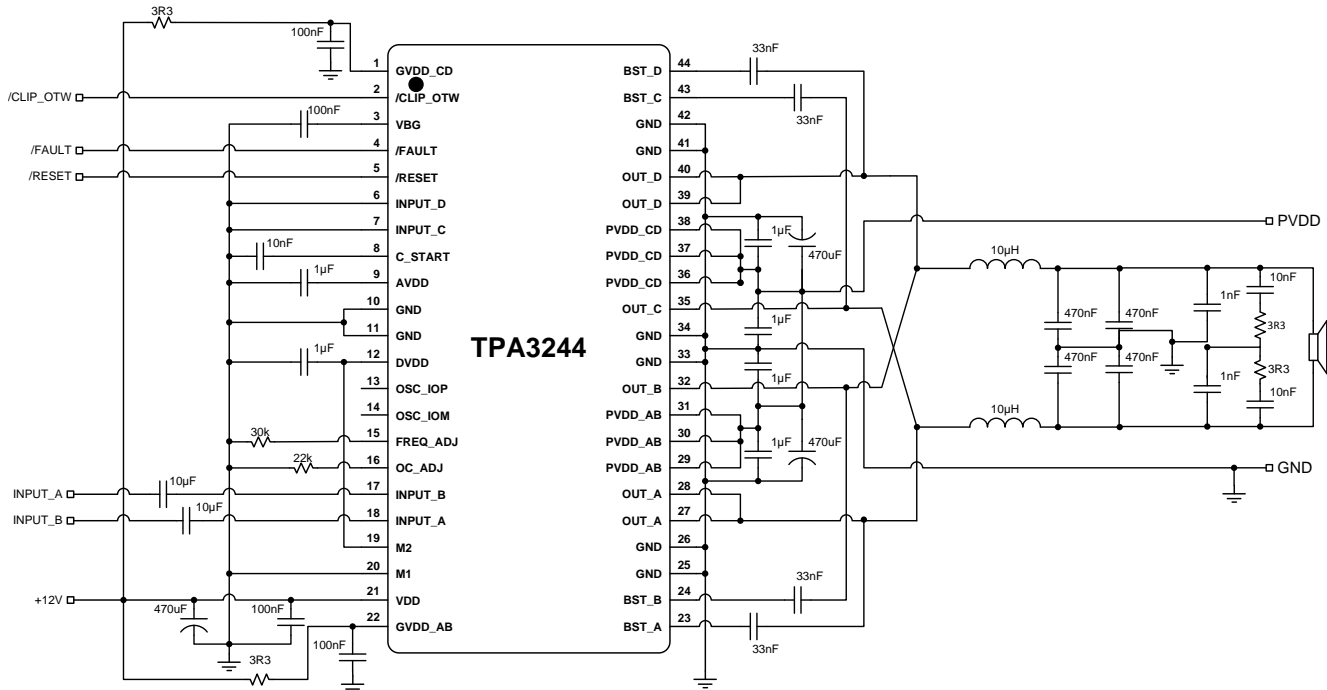 3R3
100nF
1 GVDD_CD
/CLIP_OTW 2 /CLIP_OTW
100nF 3 VBG
/FAULT 4 /FAULT
/RESET 5 /RESET
6 INPUT_D
7 INPUT_C
10nF 8 C_START
1µF 9 AVDD
10 GND
11 GND
1µF 12 DVDD
13 OSC_IOP
14 OSC_IOM
30k 15 FREQ_ADJ
22k 16 OC_ADJ
INPUT_A 10µF 17 INPUT_B
INPUT_B 10µF 18 INPUT_A
19 M2
20 M1
+12V 21 VDD
470uF 100nF 22 GVDD_AB
3R3 100nF
TPA3244
BST_D 44 33nF
BST_C 43 33nF
GND 42
GND 41
OUT_D 40
OUT_D 39
PVDD_CD 38
PVDD_CD 37
PVDD_CD 36
OUT_C 35
GND 34
GND 33
OUT_B 32
PVDD_AB 31
PVDD_AB 30
PVDD_AB 29
OUT_A 28
OUT_A 27
GND 26
GND 25
BST_B 24 33nF
BST_A 23 33nF
1µF 470uF
1µF
1µF
1µF 470uF
PVDD
10µH
470nF 470nF 1nF 10nF
3R3
470nF 470nF 1nF 3R3
10nF
10µH
GND